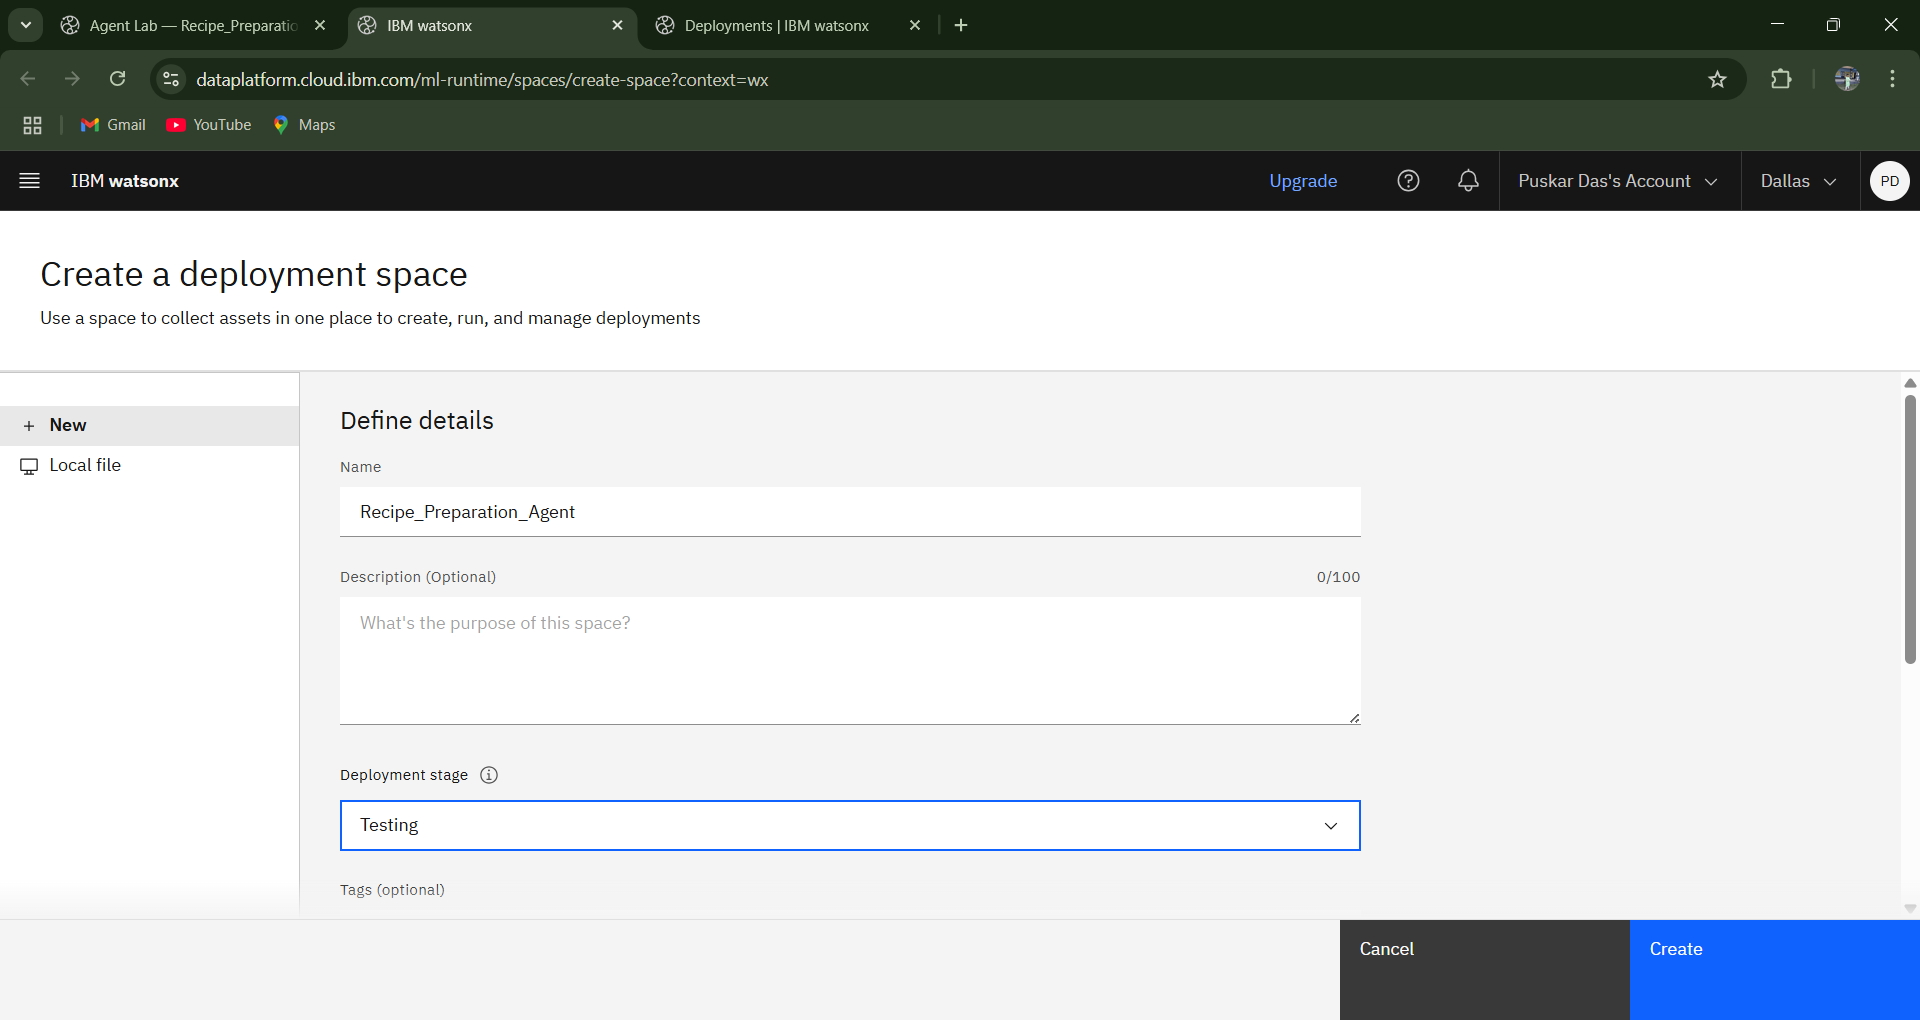 Agent Lab — Recipe_Preparatio
IBM watsonx
Deployments | IBM watsonx
dataplatform.cloud.ibm.com/ml-runtime/spaces/create-space?context=wx
Gmail
YouTube
Maps
IBM watsonx
Upgrade
Puskar Das's Account
Dallas
PD
Create a deployment space
Use a space to collect assets in one place to create, run, and manage deployments
New
Local file
Define details
Name
Recipe_Preparation_Agent
Description (Optional)
0/100
What's the purpose of this space?
Deployment stage
Testing
Tags (optional)
Cancel
Create